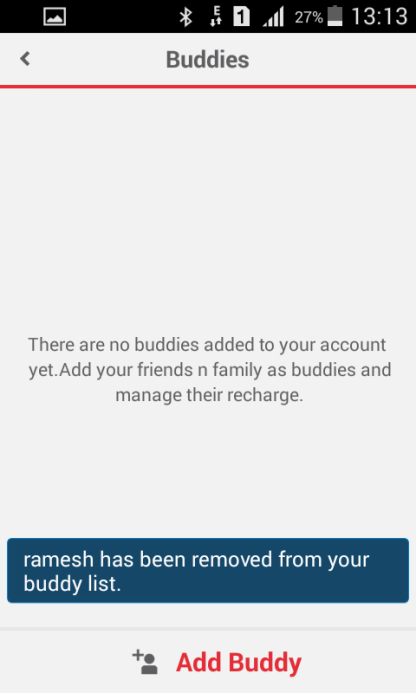 E 1 27% 13:13
Buddies
There are no buddies added to your account
yet.Add your friends n family as buddies and
manage their recharge.
ramesh has been removed from your
buddy list.
Add Buddy